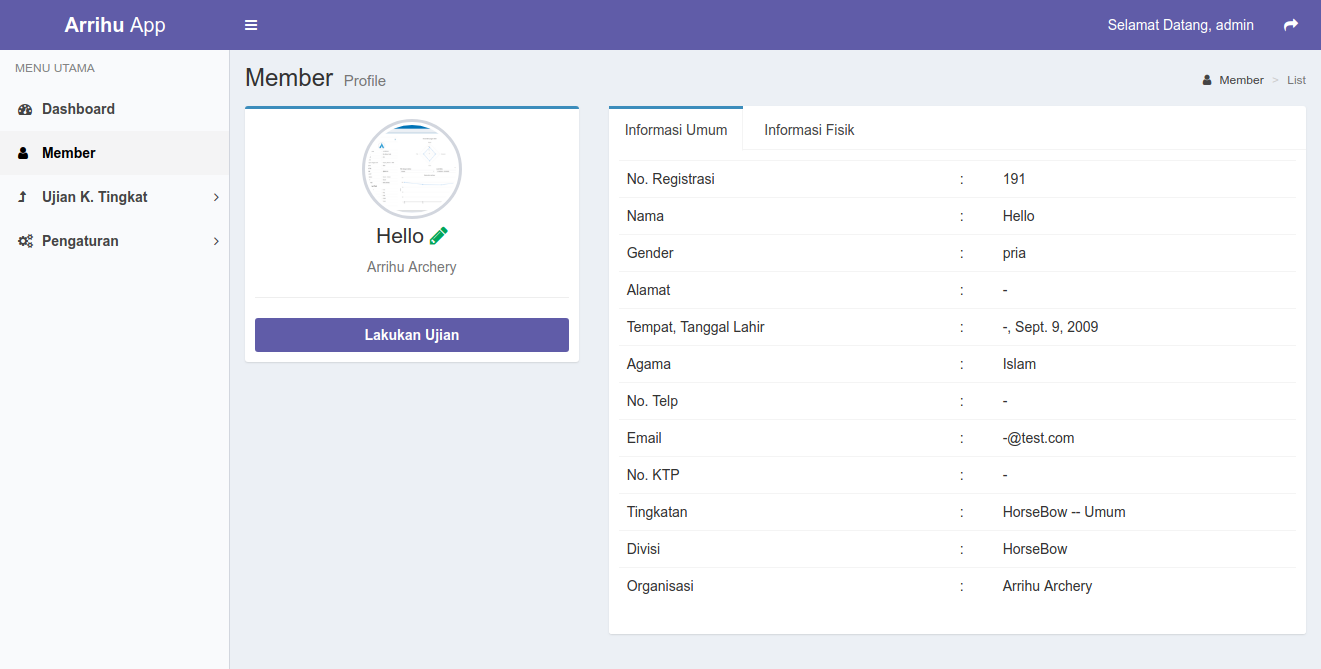 Arrihu App
Selamat Datang, admin
MENU UTAMA
Dashboard
Member
Ujian K. Tingkat
Pengaturan
Member Profile
Member > List
Hello
Arrihu Archery
Lakukan Ujian
Informasi Umum Informasi Fisik
No. Registrasi : 191
Nama : Hello
Gender : pria
Alamat : -
Tempat, Tanggal Lahir : -, Sept. 9, 2009
Agama : Islam
No. Telp : -
Email : -@test.com
No. KTP : -
Tingkatan : HorseBow -- Umum
Divisi : HorseBow
Organisasi : Arrihu Archery